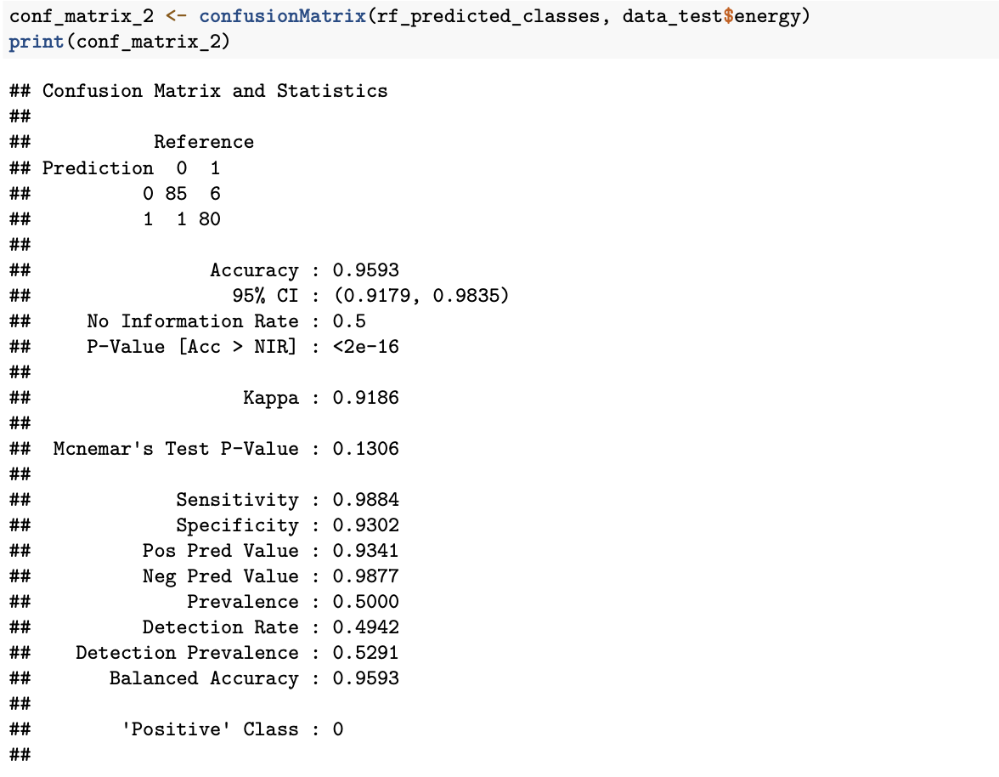 conf_matrix_2 <- confusionMatrix(rf_predicted_classes, data_test$energy)
print(conf_matrix_2)
## Confusion Matrix and Statistics
##
##           Reference
## Prediction  0  1
##          0 85  6
##          1  1 80
##
##                Accuracy : 0.9593
##                  95% CI : (0.9179, 0.9835)
##     No Information Rate : 0.5
##     P-Value [Acc > NIR] : <2e-16
##
##                   Kappa : 0.9186
##
##  Mcnemar's Test P-Value : 0.1306
##
##             Sensitivity : 0.9884
##             Specificity : 0.9302
##          Pos Pred Value : 0.9341
##          Neg Pred Value : 0.9877
##              Prevalence : 0.5000
##          Detection Rate : 0.4942
##    Detection Prevalence : 0.5291
##       Balanced Accuracy : 0.9593
##
##        'Positive' Class : 0
##